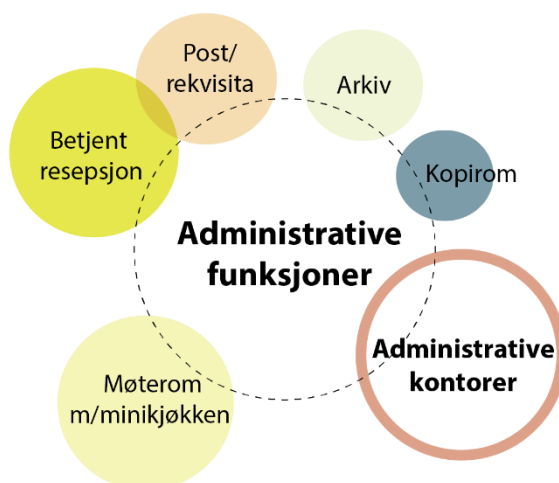 Post/
rekvisita
Arkiv
Betjent
resepsjon
Kopirom
Administrative
funksjoner
Administrative
kontorer
Møterom
m/minikjøkken